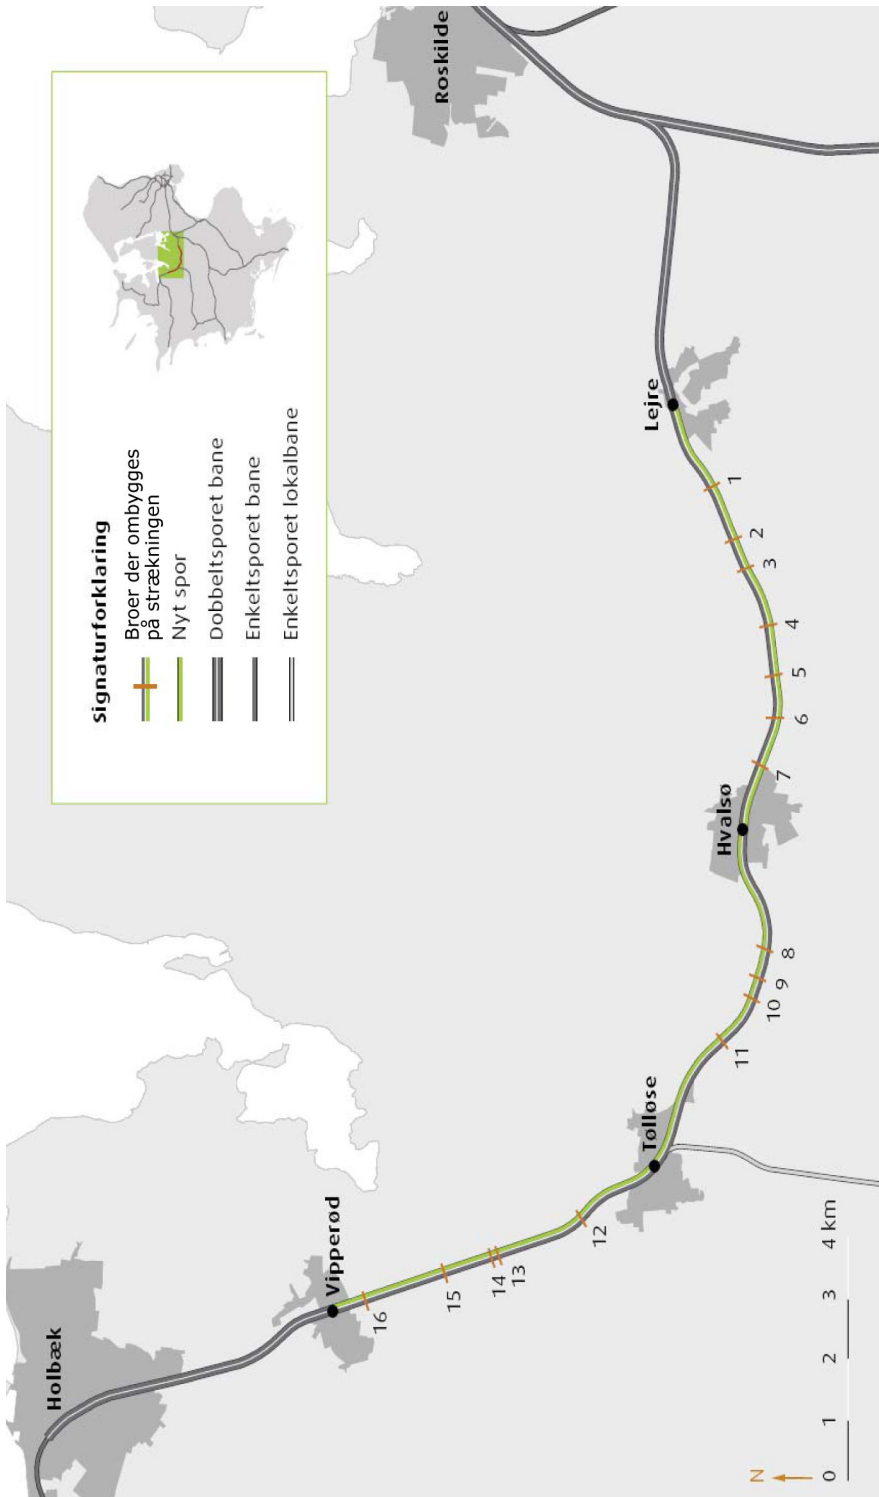 Signaturforklaring
Broer der ombygges
på strækningen
Nyt spor
Dobbeltsporet bane
Enkeltsporet bane
Enkeltsporet lokalbane
Holbæk
Vipperød
16
15
14
13
12
Tølløse
11
10
9
8
Hvalsø
7
6
5
4
3
2
1
Lejre
Roskilde
N
0 1 2 3 4 km